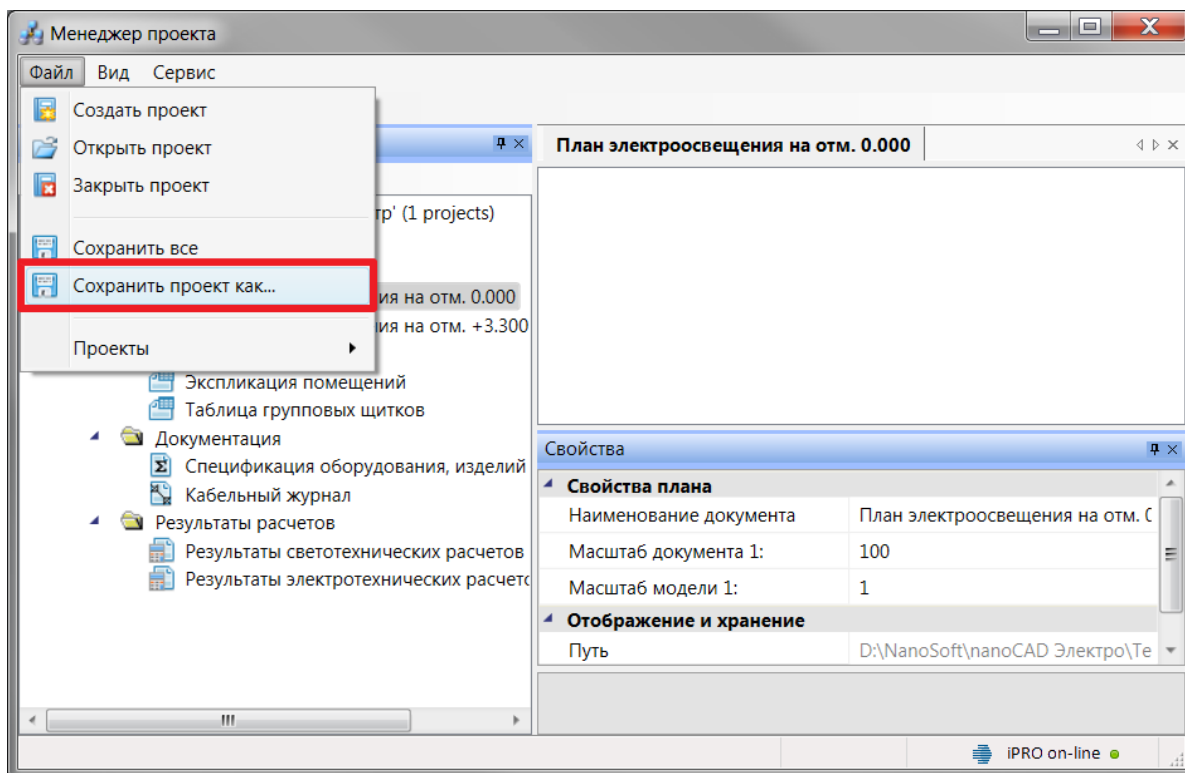 Менеджер проекта
Файл Вид Сервис
Создать проект
Открыть проект
Закрыть проект
Сохранить все
Сохранить проект как...
Проекты
тр' (1 projects)
ия на отм. 0.000
ия на отм. +3.300
Экспликация помещений
Таблица групповых щитков
Документация
Спецификация оборудования, изделий
Кабельный журнал
Результаты расчетов
Результаты светотехнических расчетов
Результаты электротехнических расчетс
План электроосвещения на отм. 0.000
Свойства
Свойства плана
Наименование документа План электроосвещения на отм. 0
Масштаб документа 1: 100
Масштаб модели 1: 1
Отображение и хранение
Путь D:\NanoSoft\nanoCAD Электро\Te
iPRO on-line